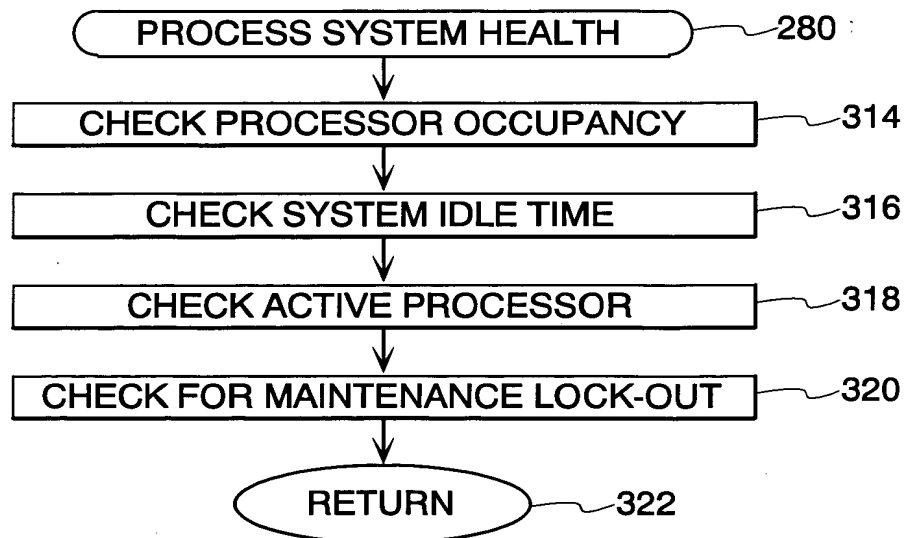 PROCESS SYSTEM HEALTH 280
CHECK PROCESSOR OCCUPANCY 314
CHECK SYSTEM IDLE TIME 316
CHECK ACTIVE PROCESSOR 318
CHECK FOR MAINTENANCE LOCK-OUT 320
RETURN 322